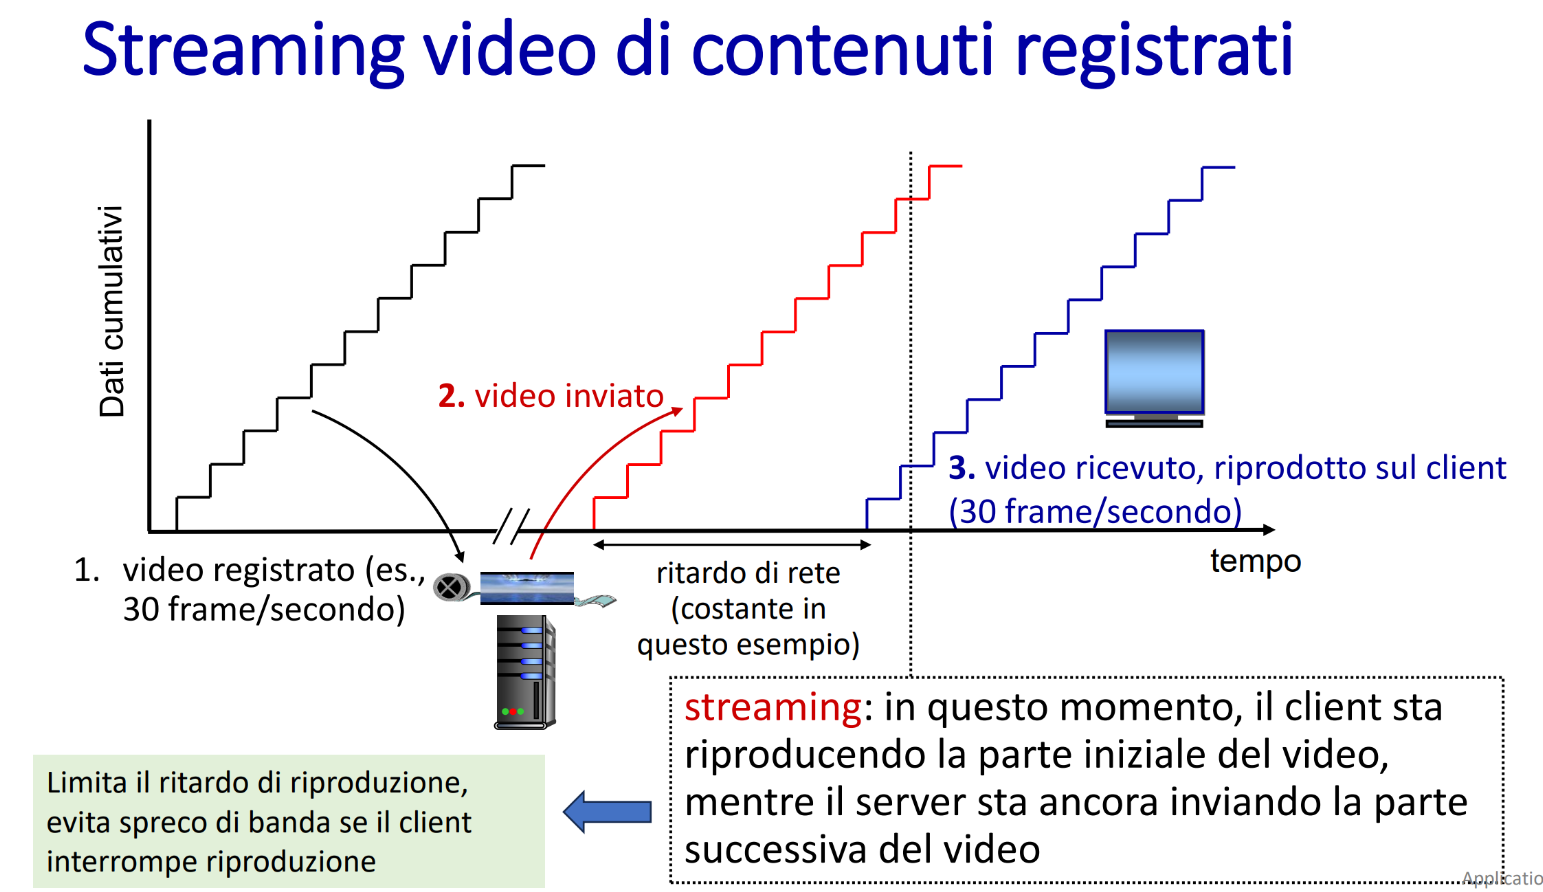 Streaming video di contenuti registrati
Dati cumulativi
2. video inviato
3. video ricevuto, riprodotto sul client
(30 frame/secondo)
tempo
1. video registrato (es.,
30 frame/secondo)
ritardo di rete
(costante in
questo esempio)
streaming: in questo momento, il client sta
riproducendo la parte iniziale del video,
mentre il server sta ancora inviando la parte
successiva del video
Limita il ritardo di riproduzione,
evita spreco di banda se il client
interrompe riproduzione
Applicatio